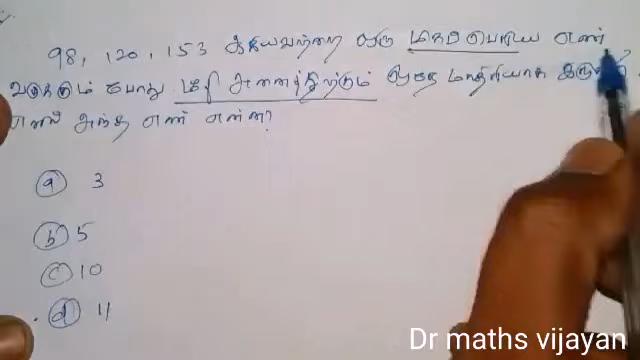 98, 120, 153 ஆகியவற்றை ஒரு மிகப்பெரிய எண்
வகுக்கும் போது மீதி அனைத்திற்கும் ஒரே மாதிரியாக
எனில் அந்த எண் என்ன?
a 3
b 5
c 10
d 11
Dr maths vijayan